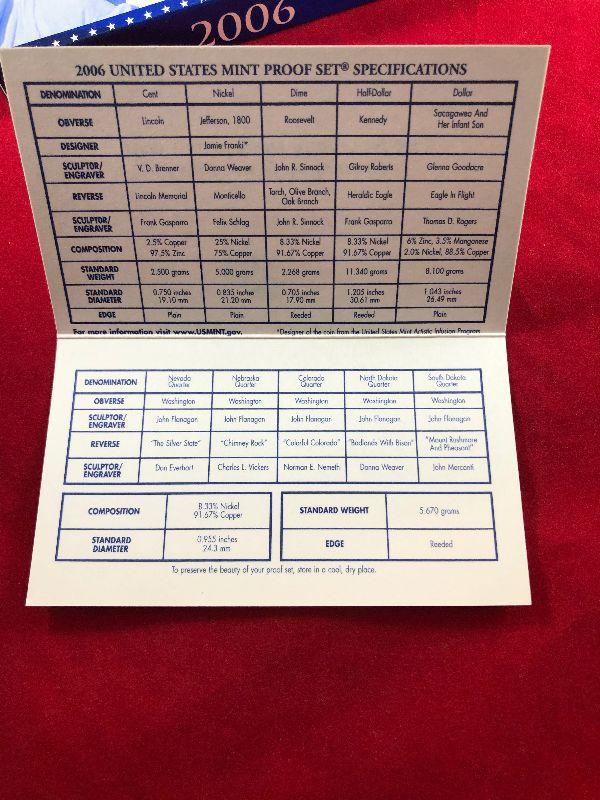 2006
2006 UNITED STATES MINT PROOF SET® SPECIFICATIONS
DENOMINATION Cent Nickel Dime Half-Dollar Dollar
OBVERSE Lincoln Jefferson, 1800 Roosevelt Kennedy Sacagawea And
Her Infant Son
DESIGNER Jamie Franki*
SCULPTOR/
ENGRAVER V. D. Brenner Donna Weaver John R. Sinnock Gilroy Roberts Glenna Goodacre
REVERSE Lincoln Memorial Monticello Torch, Olive Branch,
Oak Branch Heraldic Eagle Eagle In Flight
SCULPTOR/
ENGRAVER Frank Gasparro Felix Schlag John R. Sinnock Frank Gasparro Thomas D. Rogers
COMPOSITION 2.5% Copper 25% Nickel 8.33% Nickel 8.33% Nickel 6% Zinc, 3.5% Manganese
97.5% Zinc 75% Copper 91.67% Copper 91.67% Copper 2.0% Nickel, 88.5% Copper
STANDARD
WEIGHT 2.500 grams 5.000 grams 2.268 grams 11.340 grams 8.100 grams
STANDARD 0.750 inches 0.835 inches 0.705 inches 1.205 inches 1.043 inches
DIAMETER 19.10 mm 21.20 mm 17.90 mm 30.61 mm 26.49 mm
EDGE Plain Plain Reeded Reeded Plain
For more information visit www.USMINT.gov. *Designer of the coin from the United States Mint Artistic Infusion Program
DENOMINATION Nevada Nebraska Colorado North Dakota South Dakota
Quarter Quarter Quarter Quarter Quarter
OBVERSE Washington Washington Washington Washington Washington
SCULPTOR/
ENGRAVER John Flanagan John Flanagan John Flanagan John Flanagan John Flanagan
REVERSE "The Silver State" "Chimney Rock" "Colorful Colorado" "Badlands With Bison" "Mount Rushmore
And Pheasant"
SCULPTOR/
ENGRAVER Don Everhart Charles L. Vickers Norman E. Nemeth Donna Weaver John Mercanti
COMPOSITION 8.33% Nickel
91.67% Copper
STANDARD 0.955 inches
DIAMETER 24.3 mm
STANDARD WEIGHT 5.670 grams
EDGE Reeded
To preserve the beauty of your proof set, store in a cool, dry place.